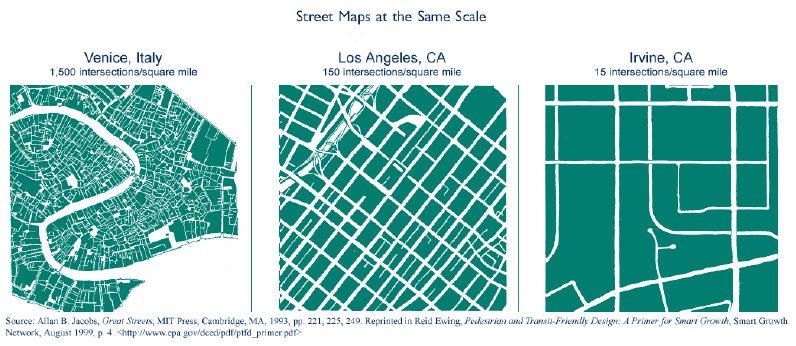 Street Maps at the Same Scale
Venice, Italy
1,500 intersections/square mile
Los Angeles, CA
150 intersections/square mile
Irvine, CA
15 intersections/square mile
Source: Allan B. Jacobs, Great Streets, MIT Press, Cambridge, MA, 1993, pp. 221, 225, 249. Reprinted in Reid Ewing, Pedestrian and Transit-Friendly Design: A Primer for Smart Growth, Smart Growth
Network, August 1999, p. 4. <http://www.epa.gov/dced/pdf/ptfd_primer.pdf>